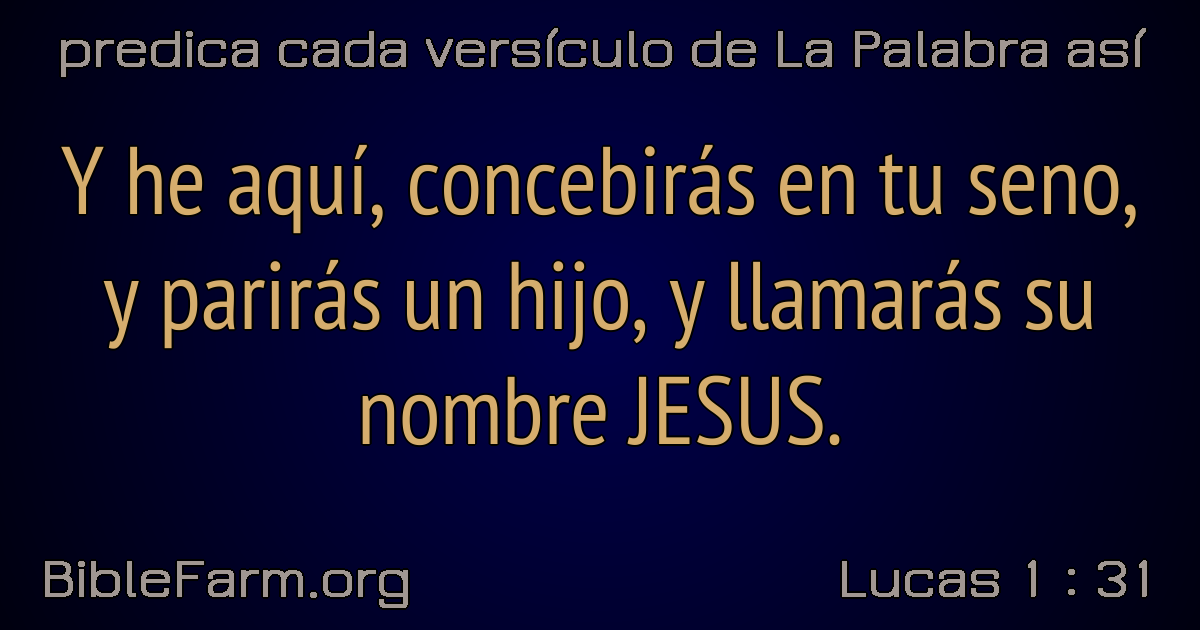 predica cada versículo de La Palabra así
Y he aquí, concebirás en tu seno,
y parirás un hijo, y llamarás su
nombre JESUS.
BibleFarm.org
Lucas 1 : 31